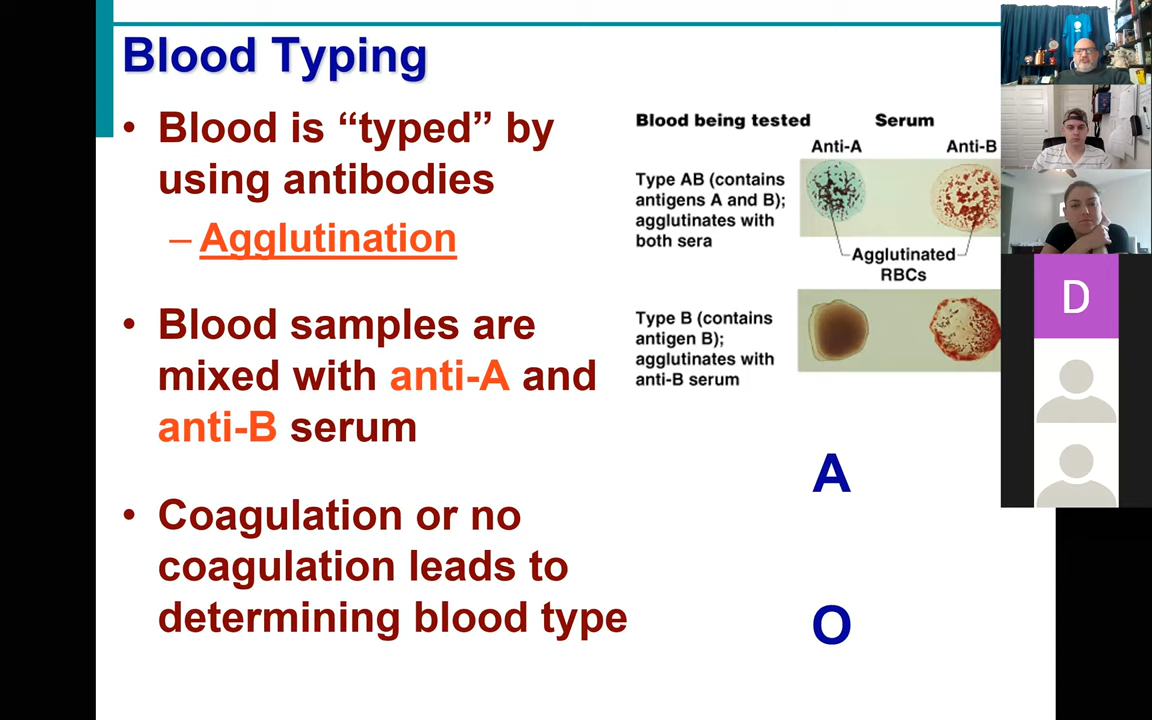 Blood Typing
• Blood is “typed” by
using antibodies
– Agglutination
• Blood samples are
mixed with anti-A and
anti-B serum
• Coagulation or no
coagulation leads to
determining blood type
Blood being tested Serum
Anti-A Anti-B
Type AB (contains
antigens A and B);
agglutinates with
both sera
Agglutinated
RBCs
Type B (contains
antigen B);
agglutinates with
anti-B serum
A
O
D